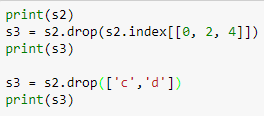 print(s2)
s3 = s2.drop(s2.index[[0, 2, 4]])
print(s3)

s3 = s2.drop(['c','d'])
print(s3)